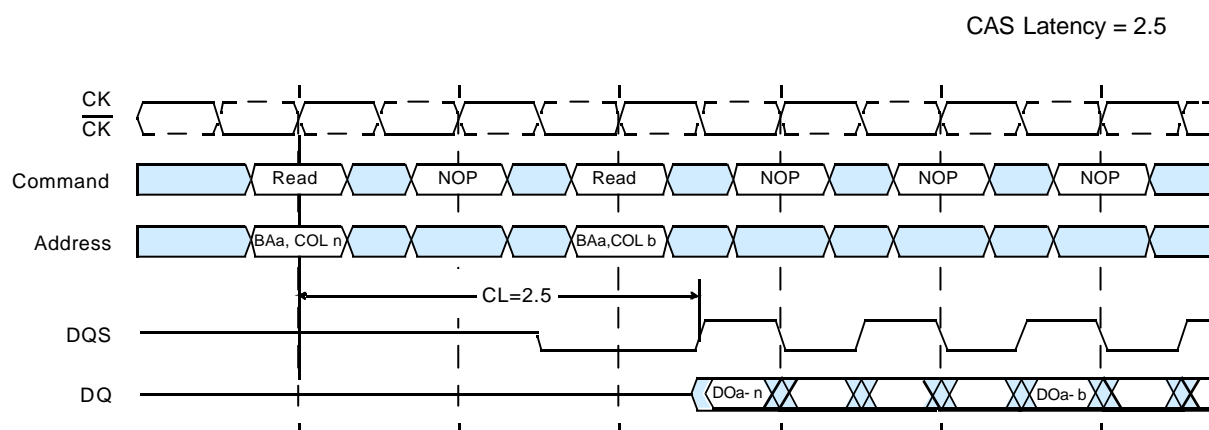 CAS Latency = 2.5
CK
CK
Command Read NOP Read NOP NOP NOP
Address BAa, COL n BAa,COL b
CL=2.5
DQS
DQ DOa- n DOa- b